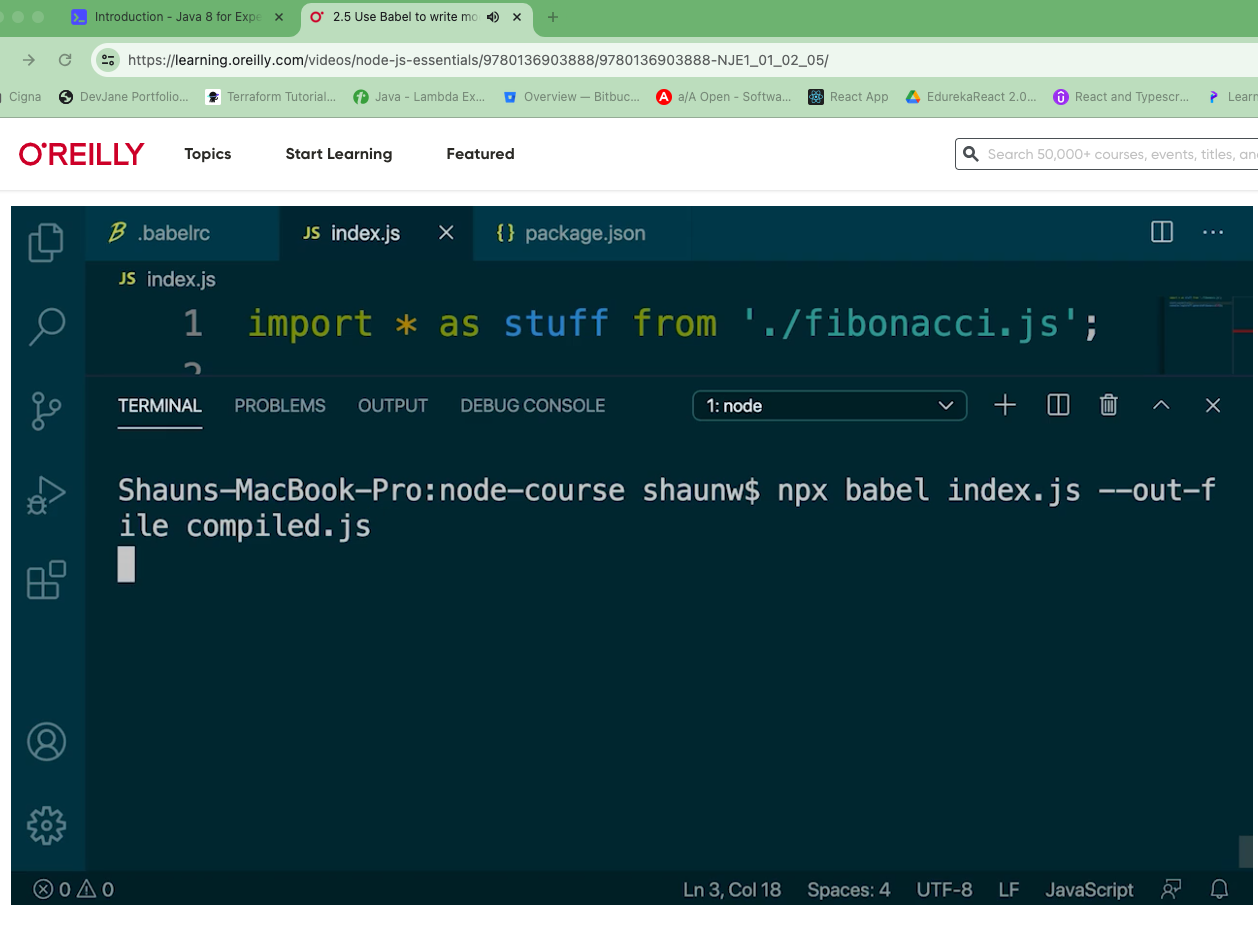 Introduction - Java 8 for Expe
2.5 Use Babel to write mo
https://learning.oreilly.com/videos/node-js-essentials/9780136903888/9780136903888-NJE1_01_02_05/
Cigna DevJane Portfolio... Terraform Tutorial... Java - Lambda Ex... Overview — Bitbuc... a/A Open - Softwa... React App EdurekaReact 2.0... React and Typescr... Learn
O'REILLY Topics Start Learning Featured Search 50,000+ courses, events, titles, an
.babelrc JS index.js {} package.json
JS index.js
1 import * as stuff from './fibonacci.js';
2
TERMINAL PROBLEMS OUTPUT DEBUG CONSOLE 1: node
Shauns-MacBook-Pro:node-course shaunw$ npx babel index.js --out-f
ile compiled.js
0 0 Ln 3, Col 18 Spaces: 4 UTF-8 LF JavaScript